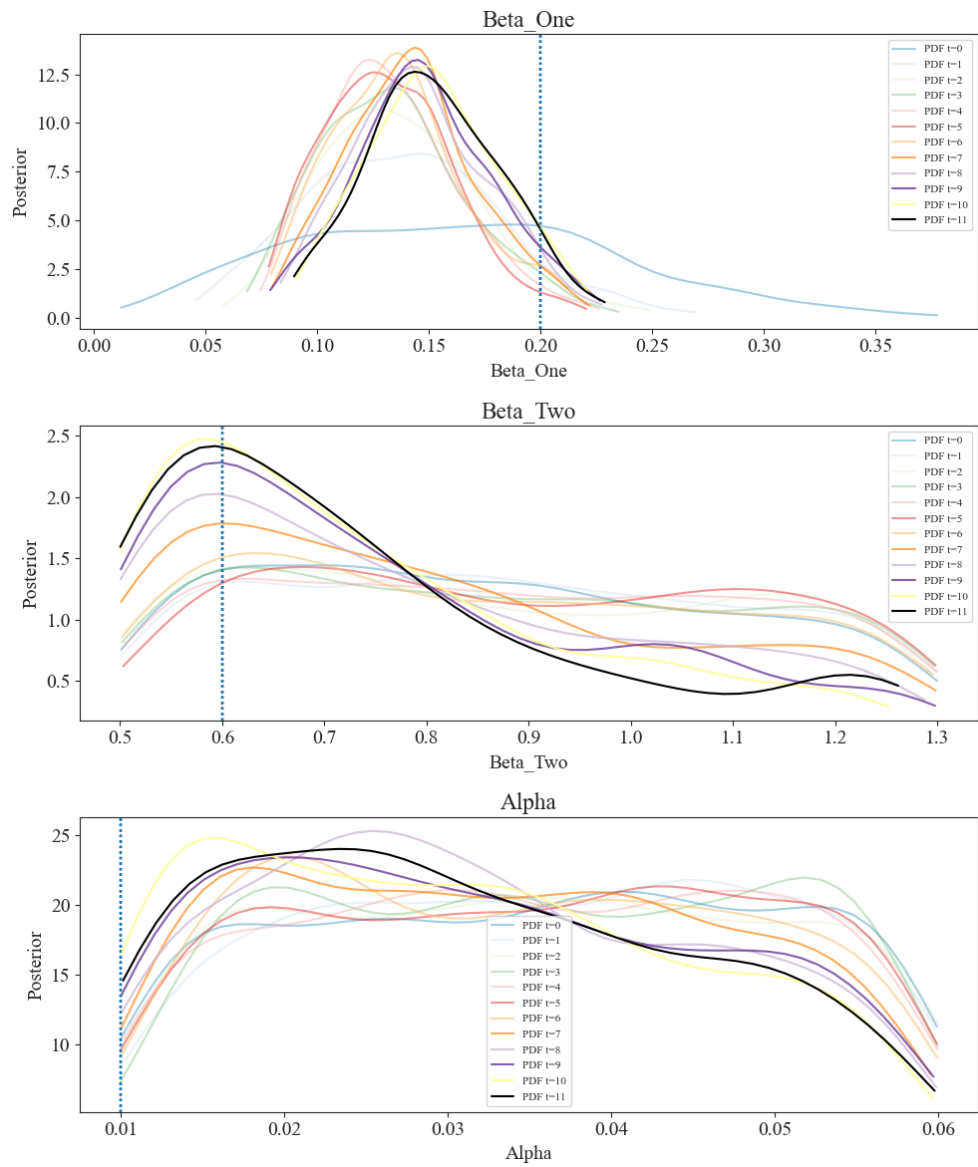 Beta_One
Posterior
12.5
10.0
7.5
5.0
2.5
0.0
PDF t=0
PDF t=1
PDF t=2
PDF t=3
PDF t=4
PDF t=5
PDF t=6
PDF t=7
PDF t=8
PDF t=9
PDF t=10
PDF t=11
0.00 0.05 0.10 0.15 0.20 0.25 0.30 0.35
Beta_One
Beta_Two
Posterior
2.5
2.0
1.5
1.0
0.5
PDF t=0
PDF t=1
PDF t=2
PDF t=3
PDF t=4
PDF t=5
PDF t=6
PDF t=7
PDF t=8
PDF t=9
PDF t=10
PDF t=11
0.5 0.6 0.7 0.8 0.9 1.0 1.1 1.2 1.3
Beta_Two
Alpha
Posterior
25
20
15
10
PDF t=0
PDF t=1
PDF t=2
PDF t=3
PDF t=4
PDF t=5
PDF t=6
PDF t=7
PDF t=8
PDF t=9
PDF t=10
PDF t=11
0.01 0.02 0.03 0.04 0.05 0.06
Alpha